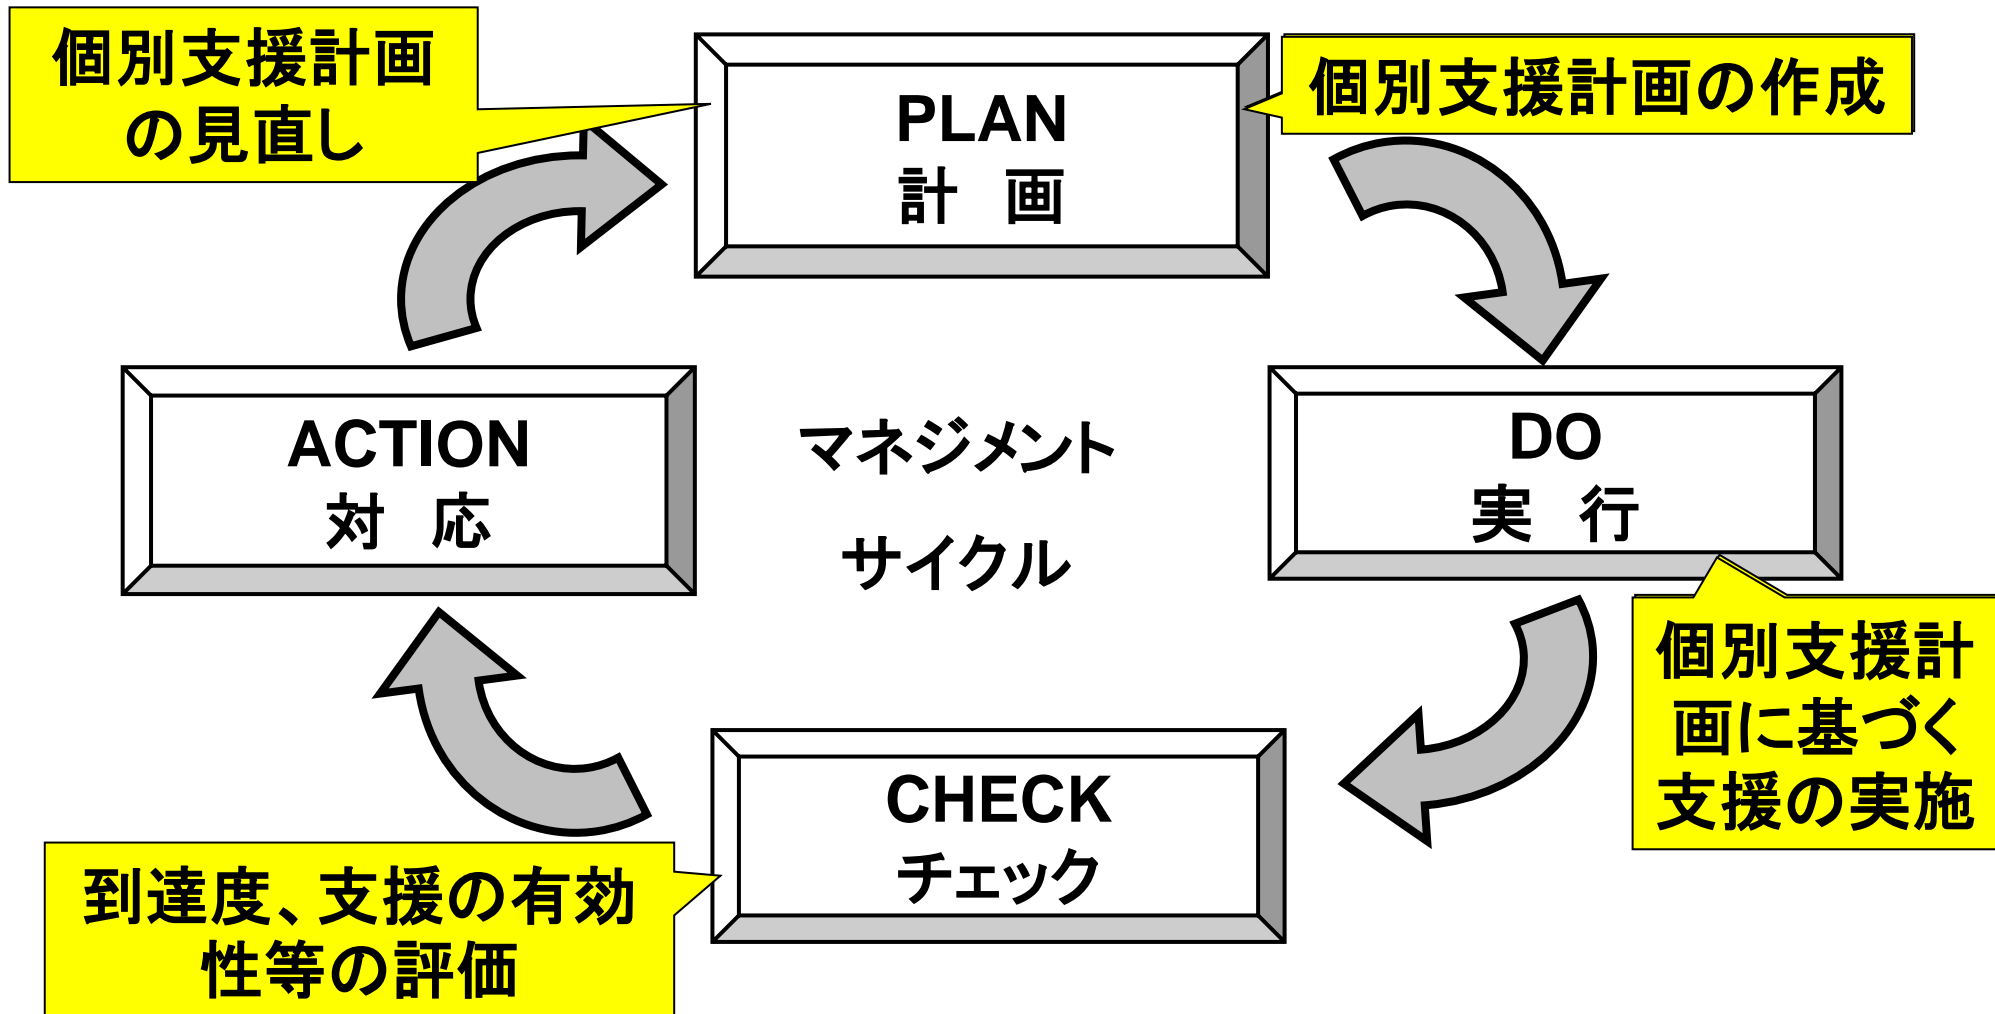 個別支援計画
の見直し
PLAN
計 画
個別支援計画の作成
ACTION
対 応
マネジメント
サイクル
DO
実 行
個別支援計
画に基づく
支援の実施
CHECK
チェック
到達度、支援の有効
性等の評価